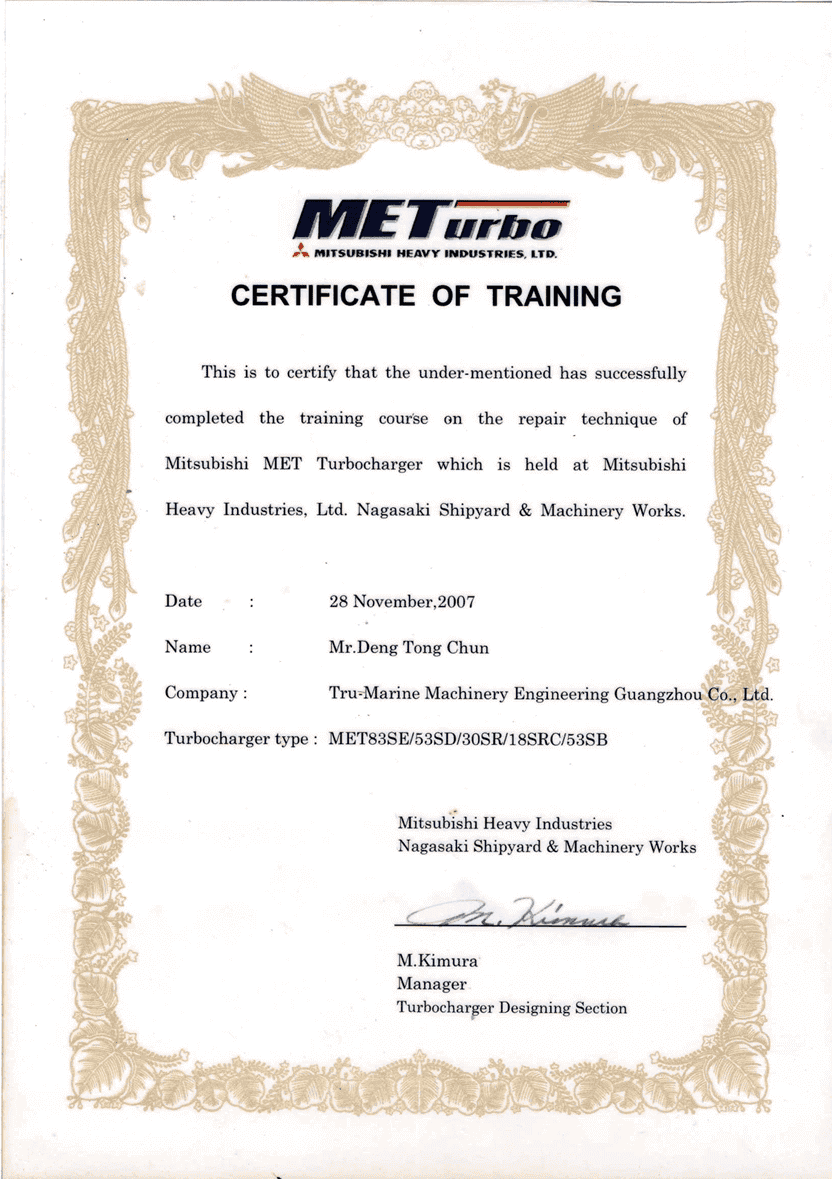 METurbo
MITSUBISHI HEAVY INDUSTRIES, LTD.
CERTIFICATE OF TRAINING
This is to certify that the under-mentioned has successfully
completed the training course on the repair technique of
Mitsubishi MET Turbocharger which is held at Mitsubishi
Heavy Industries, Ltd. Nagasaki Shipyard & Machinery Works.
Date : 28 November,2007
Name : Mr.Deng Tong Chun
Company : Tru-Marine Machinery Engineering Guangzhou Co., Ltd.
Turbocharger type : MET83SE/53SD/30SR/18SRC/53SB
Mitsubishi Heavy Industries
Nagasaki Shipyard & Machinery Works
M. Kimura
M.Kimura
Manager
Turbocharger Designing Section